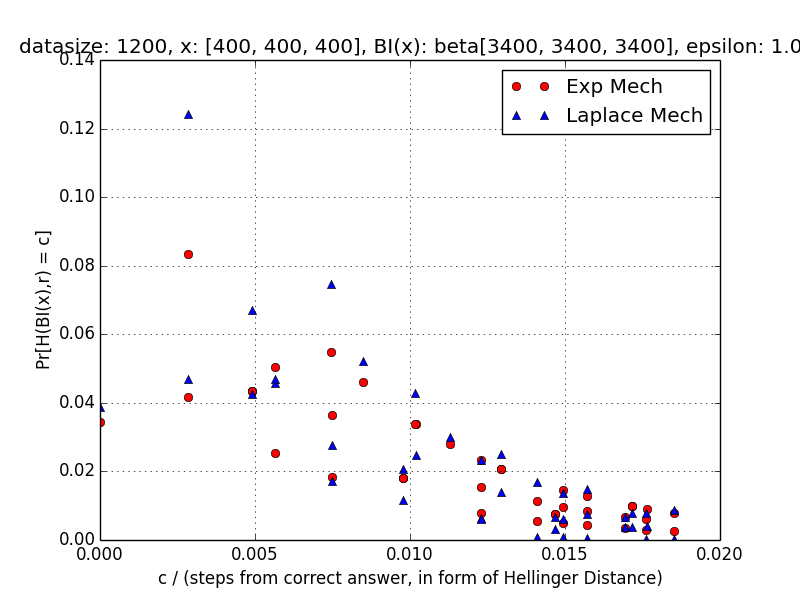 datasize: 1200, x: [400, 400, 400], BI(x): beta[3400, 3400, 3400], epsilon: 1.0
0.14
0.12
0.10
0.08
0.06
0.04
0.02
0.00
Pr[H(BI(x),r) = c]
Exp Mech
Laplace Mech
0.000 0.005 0.010 0.015 0.020
c / (steps from correct answer, in form of Hellinger Distance)